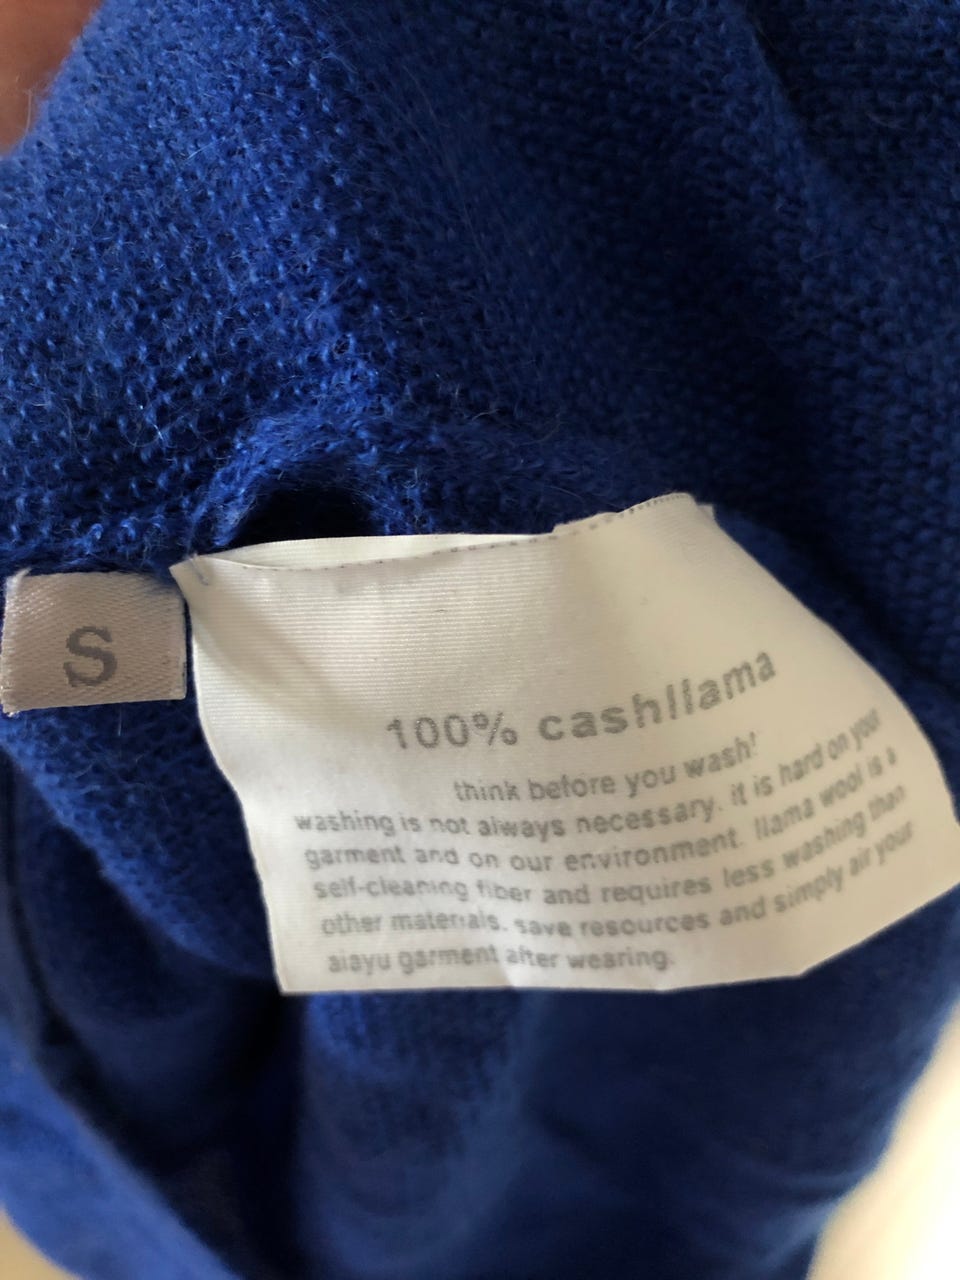 S
100% cashllama
think before you wash!
washing is not always necessary. it is hard on your
garment and on our environment. llama wool is a
self-cleaning fiber and requires less washing than
other materials. save resources and simply air your
aiayu garment after wearing.